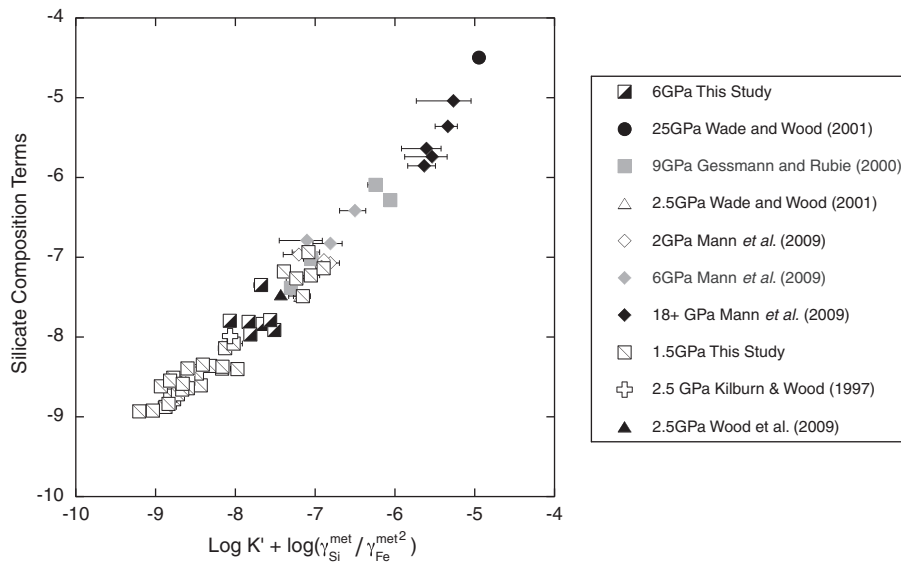 -4
-5
-6
-7
-8
-9
-10
Silicate Composition Terms
-10 -9 -8 -7 -6 -5 -4
Log K' + log(γ_Si^met / γ_Fe^met²)
6GPa This Study
25GPa Wade and Wood (2001)
9GPa Gessmann and Rubie (2000)
2.5GPa Wade and Wood (2001)
2GPa Mann et al. (2009)
6GPa Mann et al. (2009)
18+ GPa Mann et al. (2009)
1.5GPa This Study
2.5 GPa Kilburn & Wood (1997)
2.5GPa Wood et al. (2009)